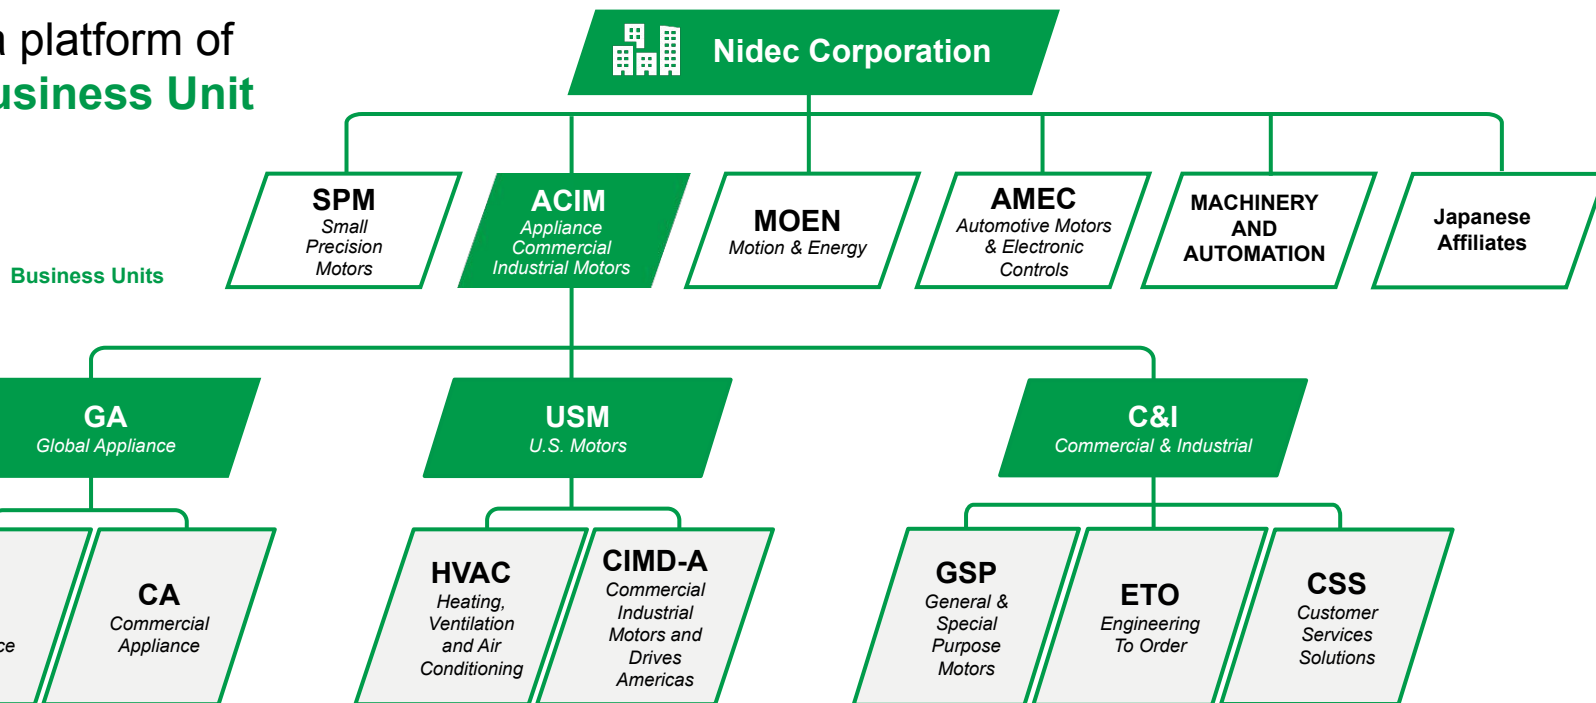 a platform of
Business Unit
Nidec Corporation
Business Units
SPM
Small
Precision
Motors
ACIM
Appliance
Commercial
Industrial Motors
MOEN
Motion & Energy
AMEC
Automotive Motors
& Electronic
Controls
MACHINERY
AND
AUTOMATION
Japanese
Affiliates
GA
Global Appliance
USM
U.S. Motors
C&I
Commercial & Industrial
CA
Commercial
Appliance
HVAC
Heating,
Ventilation
and Air
Conditioning
CIMD-A
Commercial
Industrial
Motors and
Drives
Americas
GSP
General &
Special
Purpose
Motors
ETO
Engineering
To Order
CSS
Customer
Services
Solutions